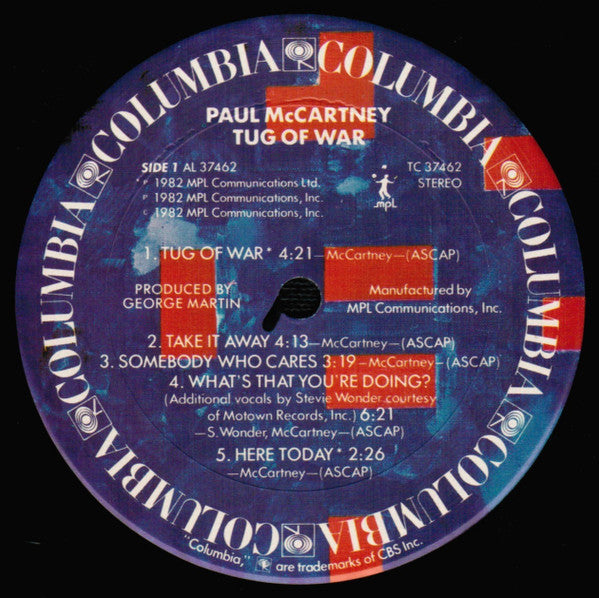 COLUMBIA COLUMBIA COLUMBIA COLUMBIA COLUMBIA COLUMBIA COLUMBIA COLUMBIA
PAUL McCARTNEY
TUG OF WAR
SIDE 1 AL 37462
TC 37462
* ℗ 1982 MPL Communications Ltd.
STEREO
℗ 1982 MPL Communications, Inc.
© 1982 MPL Communications, Inc.
mpl
1. TUG OF WAR* 4:21—McCartney—(ASCAP)
PRODUCED BY
GEORGE MARTIN
Manufactured by
MPL Communications, Inc.
2. TAKE IT AWAY 4:13—McCartney—(ASCAP)
3. SOMEBODY WHO CARES 3:19—McCartney—(ASCAP)
4. WHAT'S THAT YOU'RE DOING?
(Additional vocals by Stevie Wonder courtesy
of Motown Records, Inc.) 6:21
—S. Wonder, McCartney—(ASCAP)
5. HERE TODAY* 2:26
—McCartney—(ASCAP)
"Columbia," are trademarks of CBS Inc.